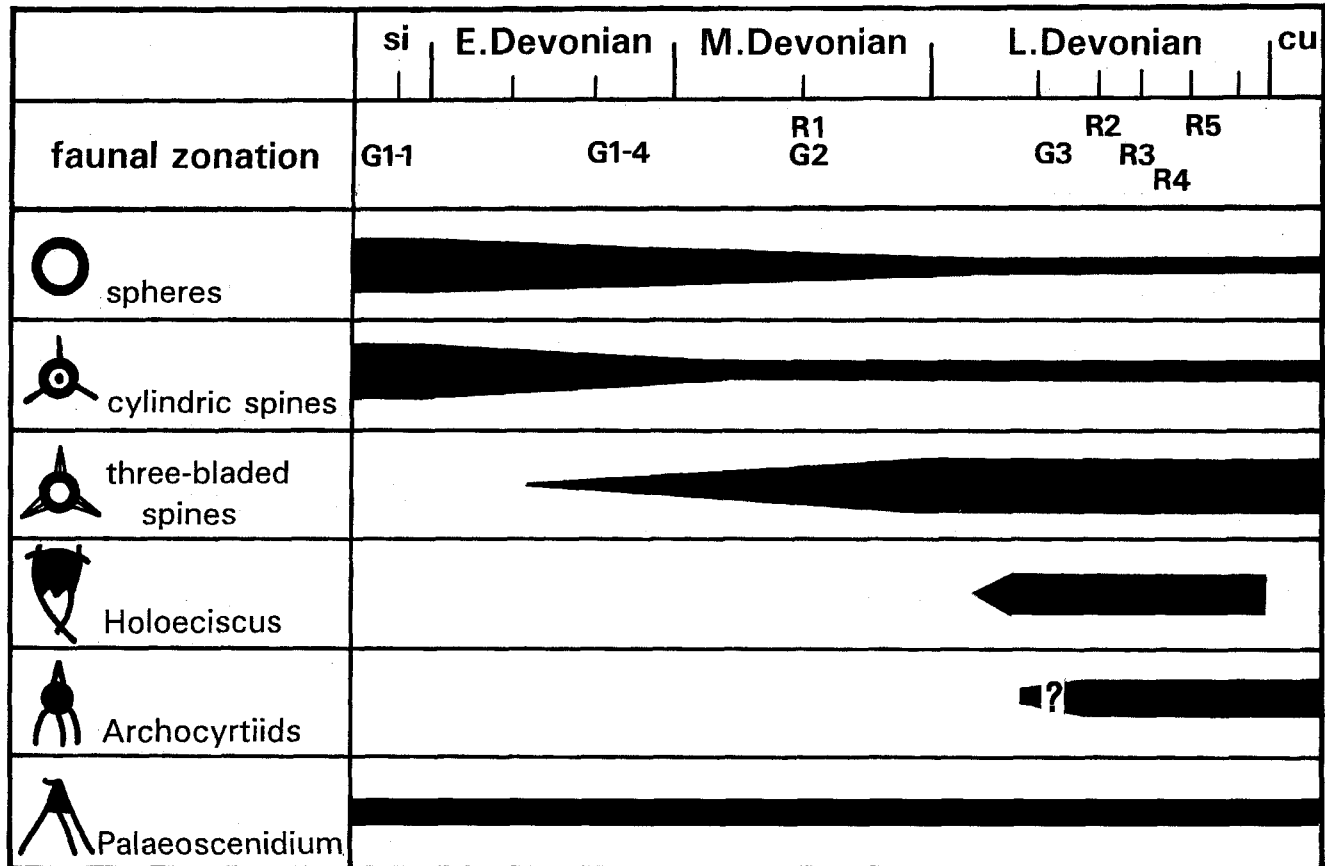 si E.Devonian M.Devonian L.Devonian cu
faunal zonation
R1 R2 R5
G1-1 G1-4 G2 G3 R3
R4
spheres
cylindric spines
three-bladed
spines
Holoeciscus
?
Archocyrtiids
Palaeoscenidium